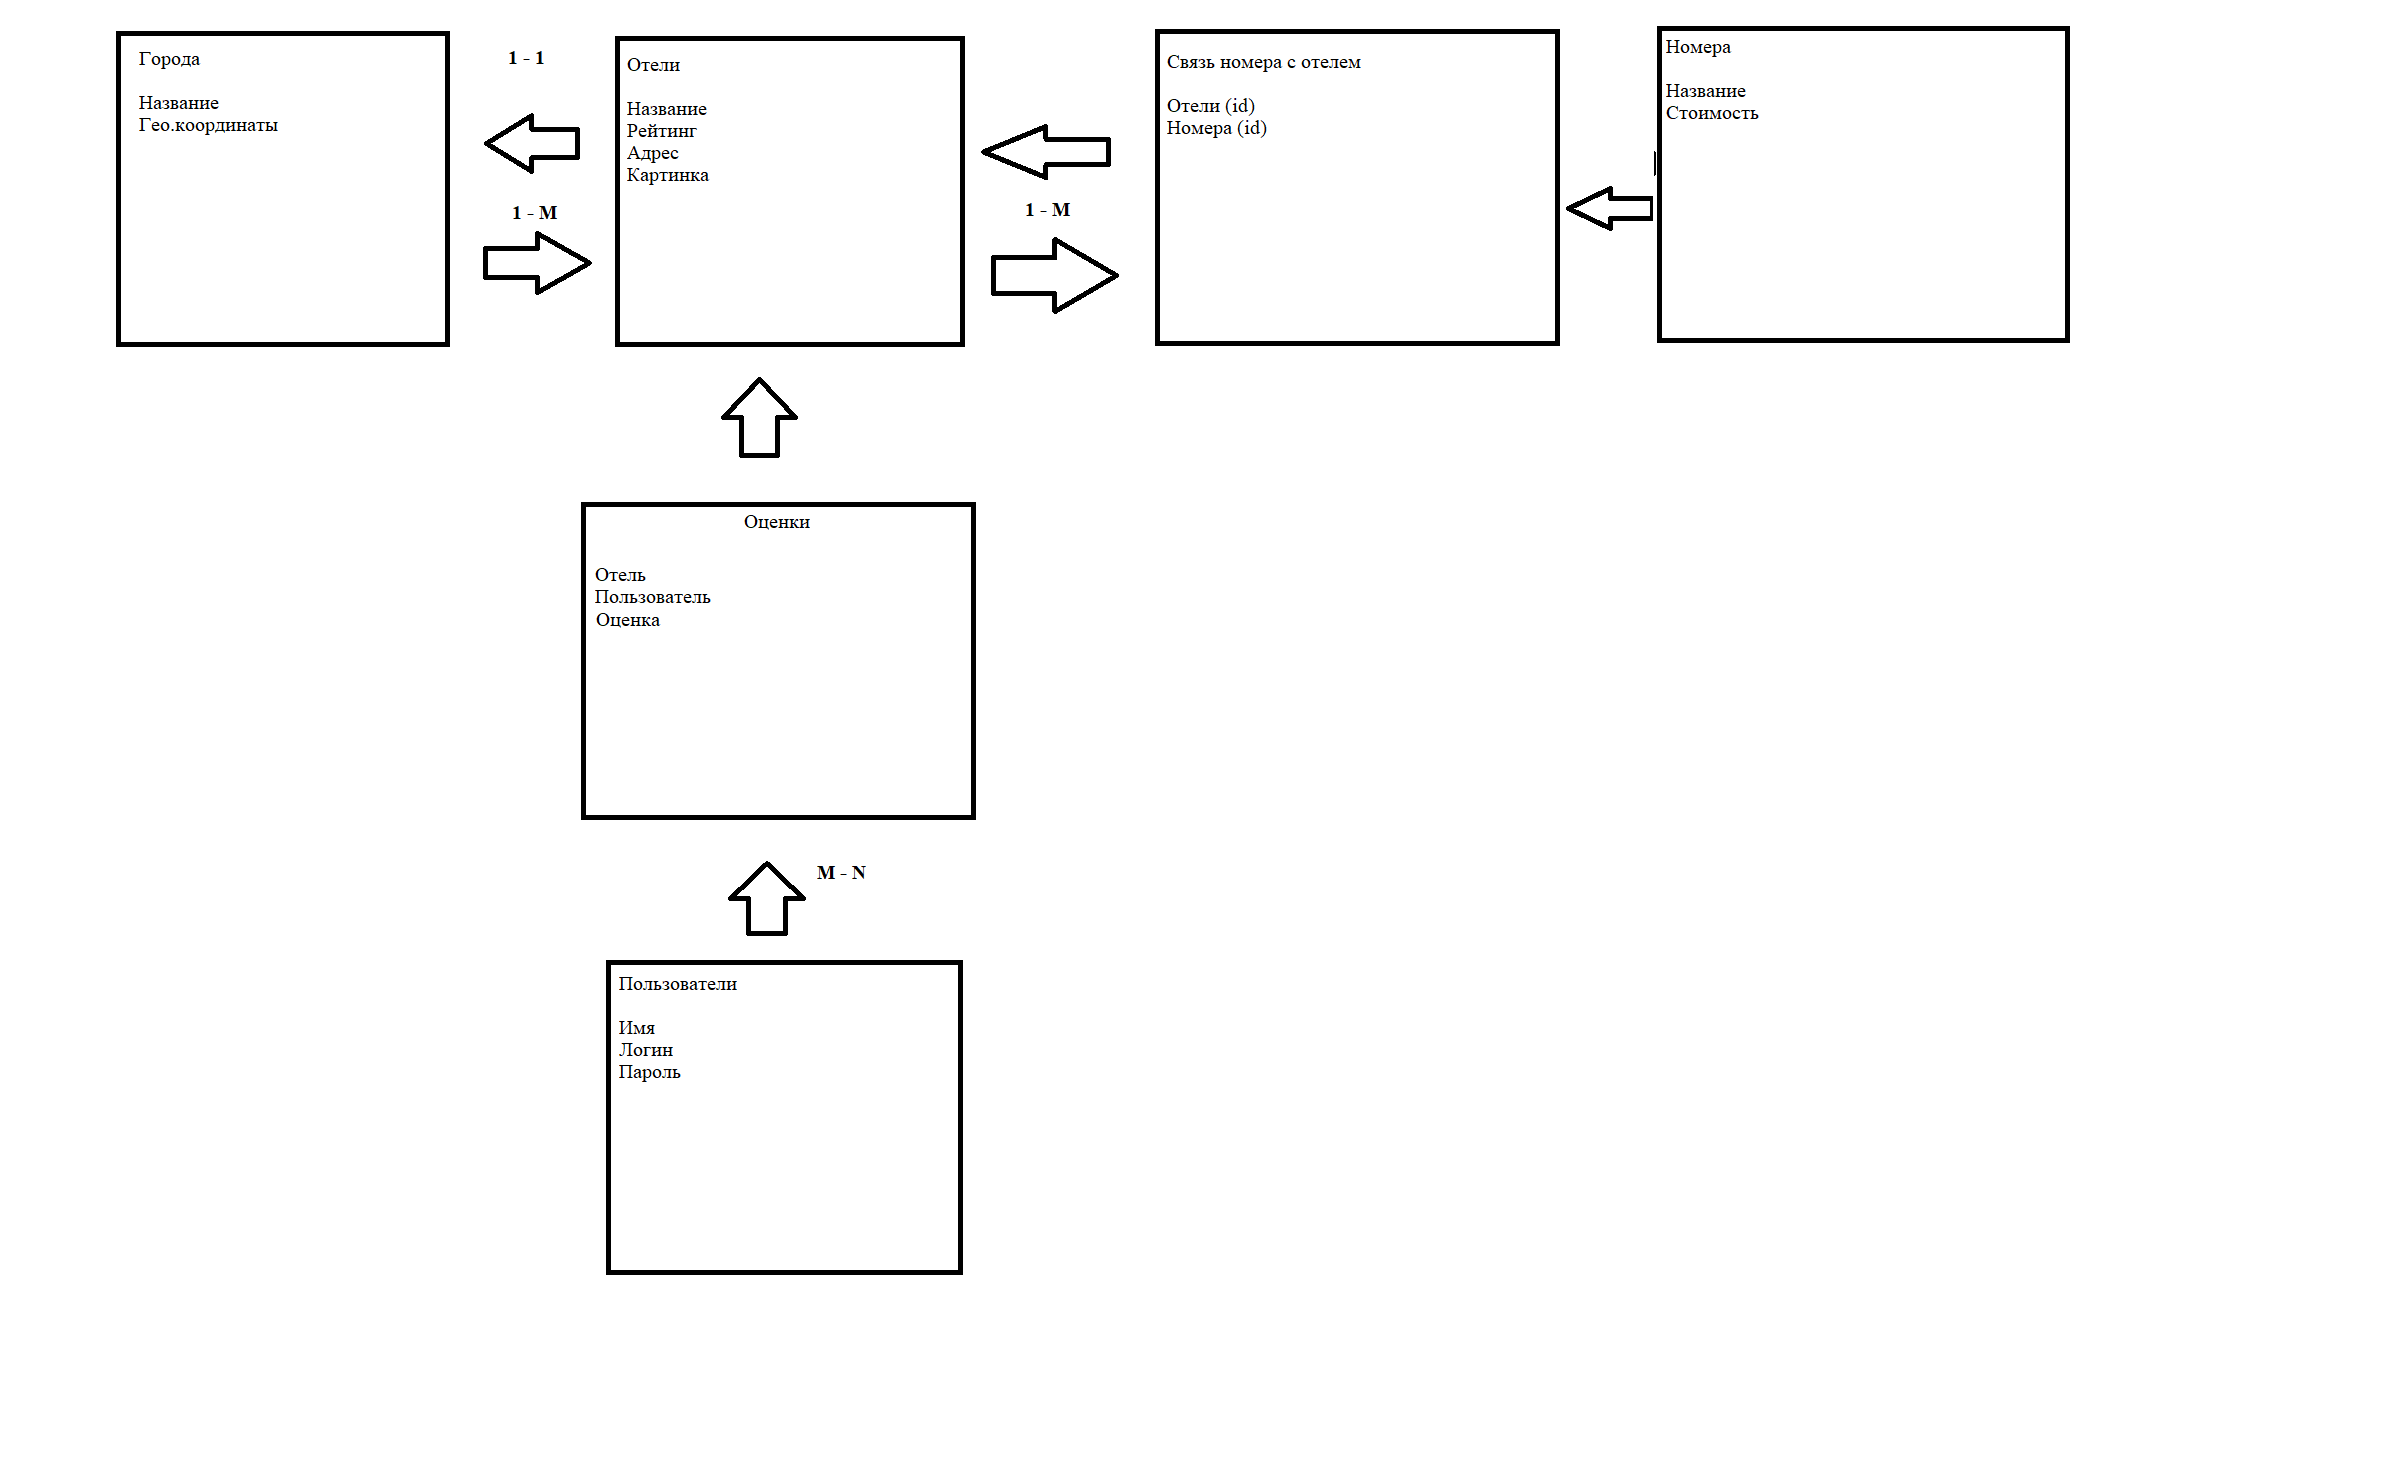 Города
Название
Гео.координаты
1 - 1
1 - М
Отели
Название
Рейтинг
Адрес
Картинка
1 - М
Связь номера с отелем
Отели (id)
Номера (id)
Номера
Название
Стоимость
Оценки
Отель
Пользователь
Оценка
M - N
Пользователи
Имя
Логин
Пароль